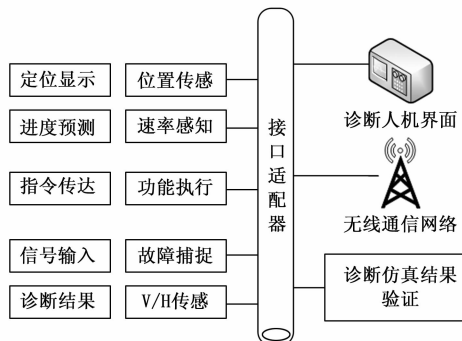 定位显示 位置传感
进度预测 速率感知
指令传达 功能执行
信号输入 故障捕捉
诊断结果 V/H传感
接口适配器
诊断人机界面
无线通信网络
诊断仿真结果
验证